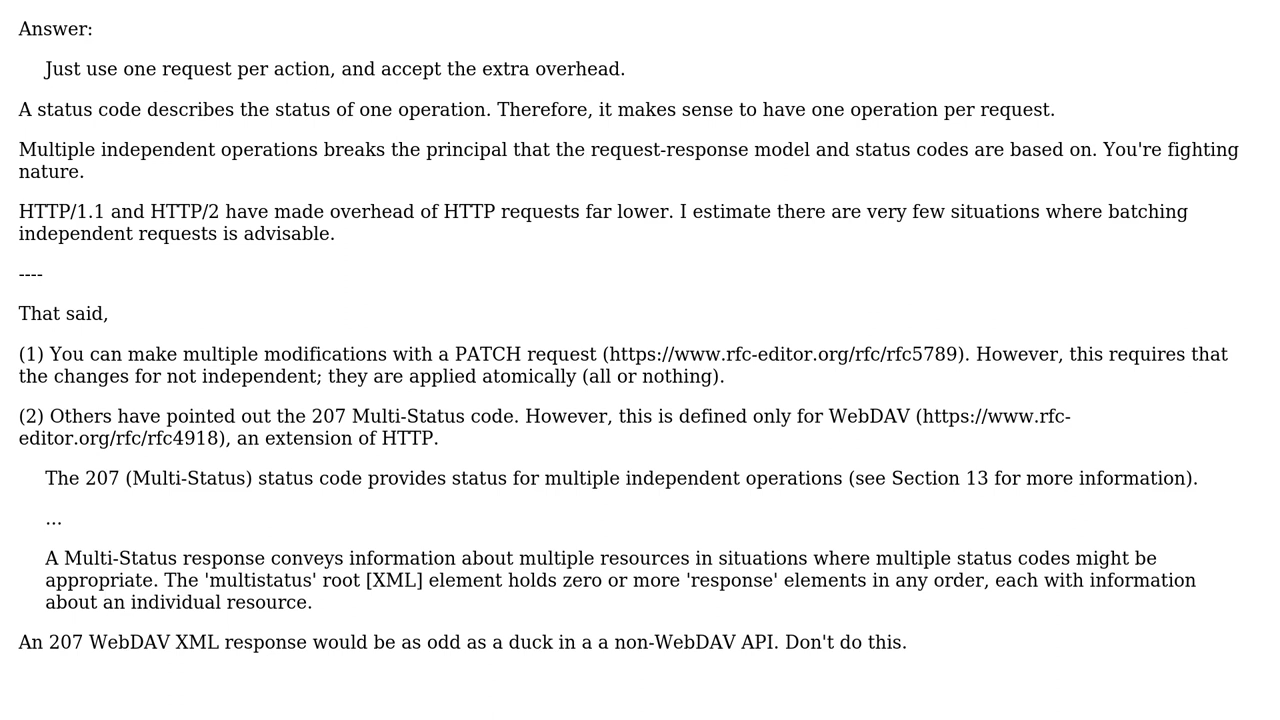 Answer:
Just use one request per action, and accept the extra overhead.
A status code describes the status of one operation. Therefore, it makes sense to have one operation per request.
Multiple independent operations breaks the principal that the request-response model and status codes are based on. You're fighting
nature.
HTTP/1.1 and HTTP/2 have made overhead of HTTP requests far lower. I estimate there are very few situations where batching
independent requests is advisable.
----
That said,
(1) You can make multiple modifications with a PATCH request (https://www.rfc-editor.org/rfc/rfc5789). However, this requires that
the changes for not independent; they are applied atomically (all or nothing).
(2) Others have pointed out the 207 Multi-Status code. However, this is defined only for WebDAV (https://www.rfc-
editor.org/rfc/rfc4918), an extension of HTTP.
The 207 (Multi-Status) status code provides status for multiple independent operations (see Section 13 for more information).
...
A Multi-Status response conveys information about multiple resources in situations where multiple status codes might be
appropriate. The 'multistatus' root [XML] element holds zero or more 'response' elements in any order, each with information
about an individual resource.
An 207 WebDAV XML response would be as odd as a duck in a a non-WebDAV API. Don't do this.